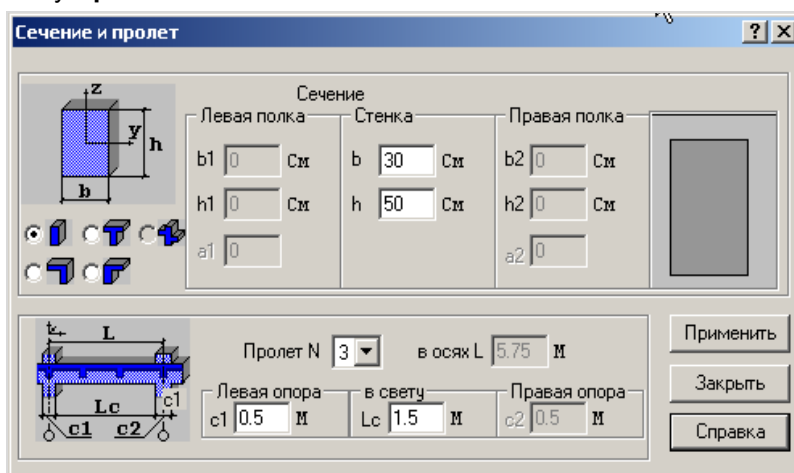 Сечение и пролет
z
y
h
b
Сечение
Левая полка
Стенка
Правая полка
b1 0 См
b 30 См
b2 0 См
h1 0 См
h 50 См
h2 0 См
a1 0
a2 0
L
Lc
c1
c1 c2
Пролет N 3 в осях L 5.75 М
Левая опора
в свету
Правая опора
c1 0.5 М
Lc 1.5 М
c2 0.5 М
Применить
Закрыть
Справка